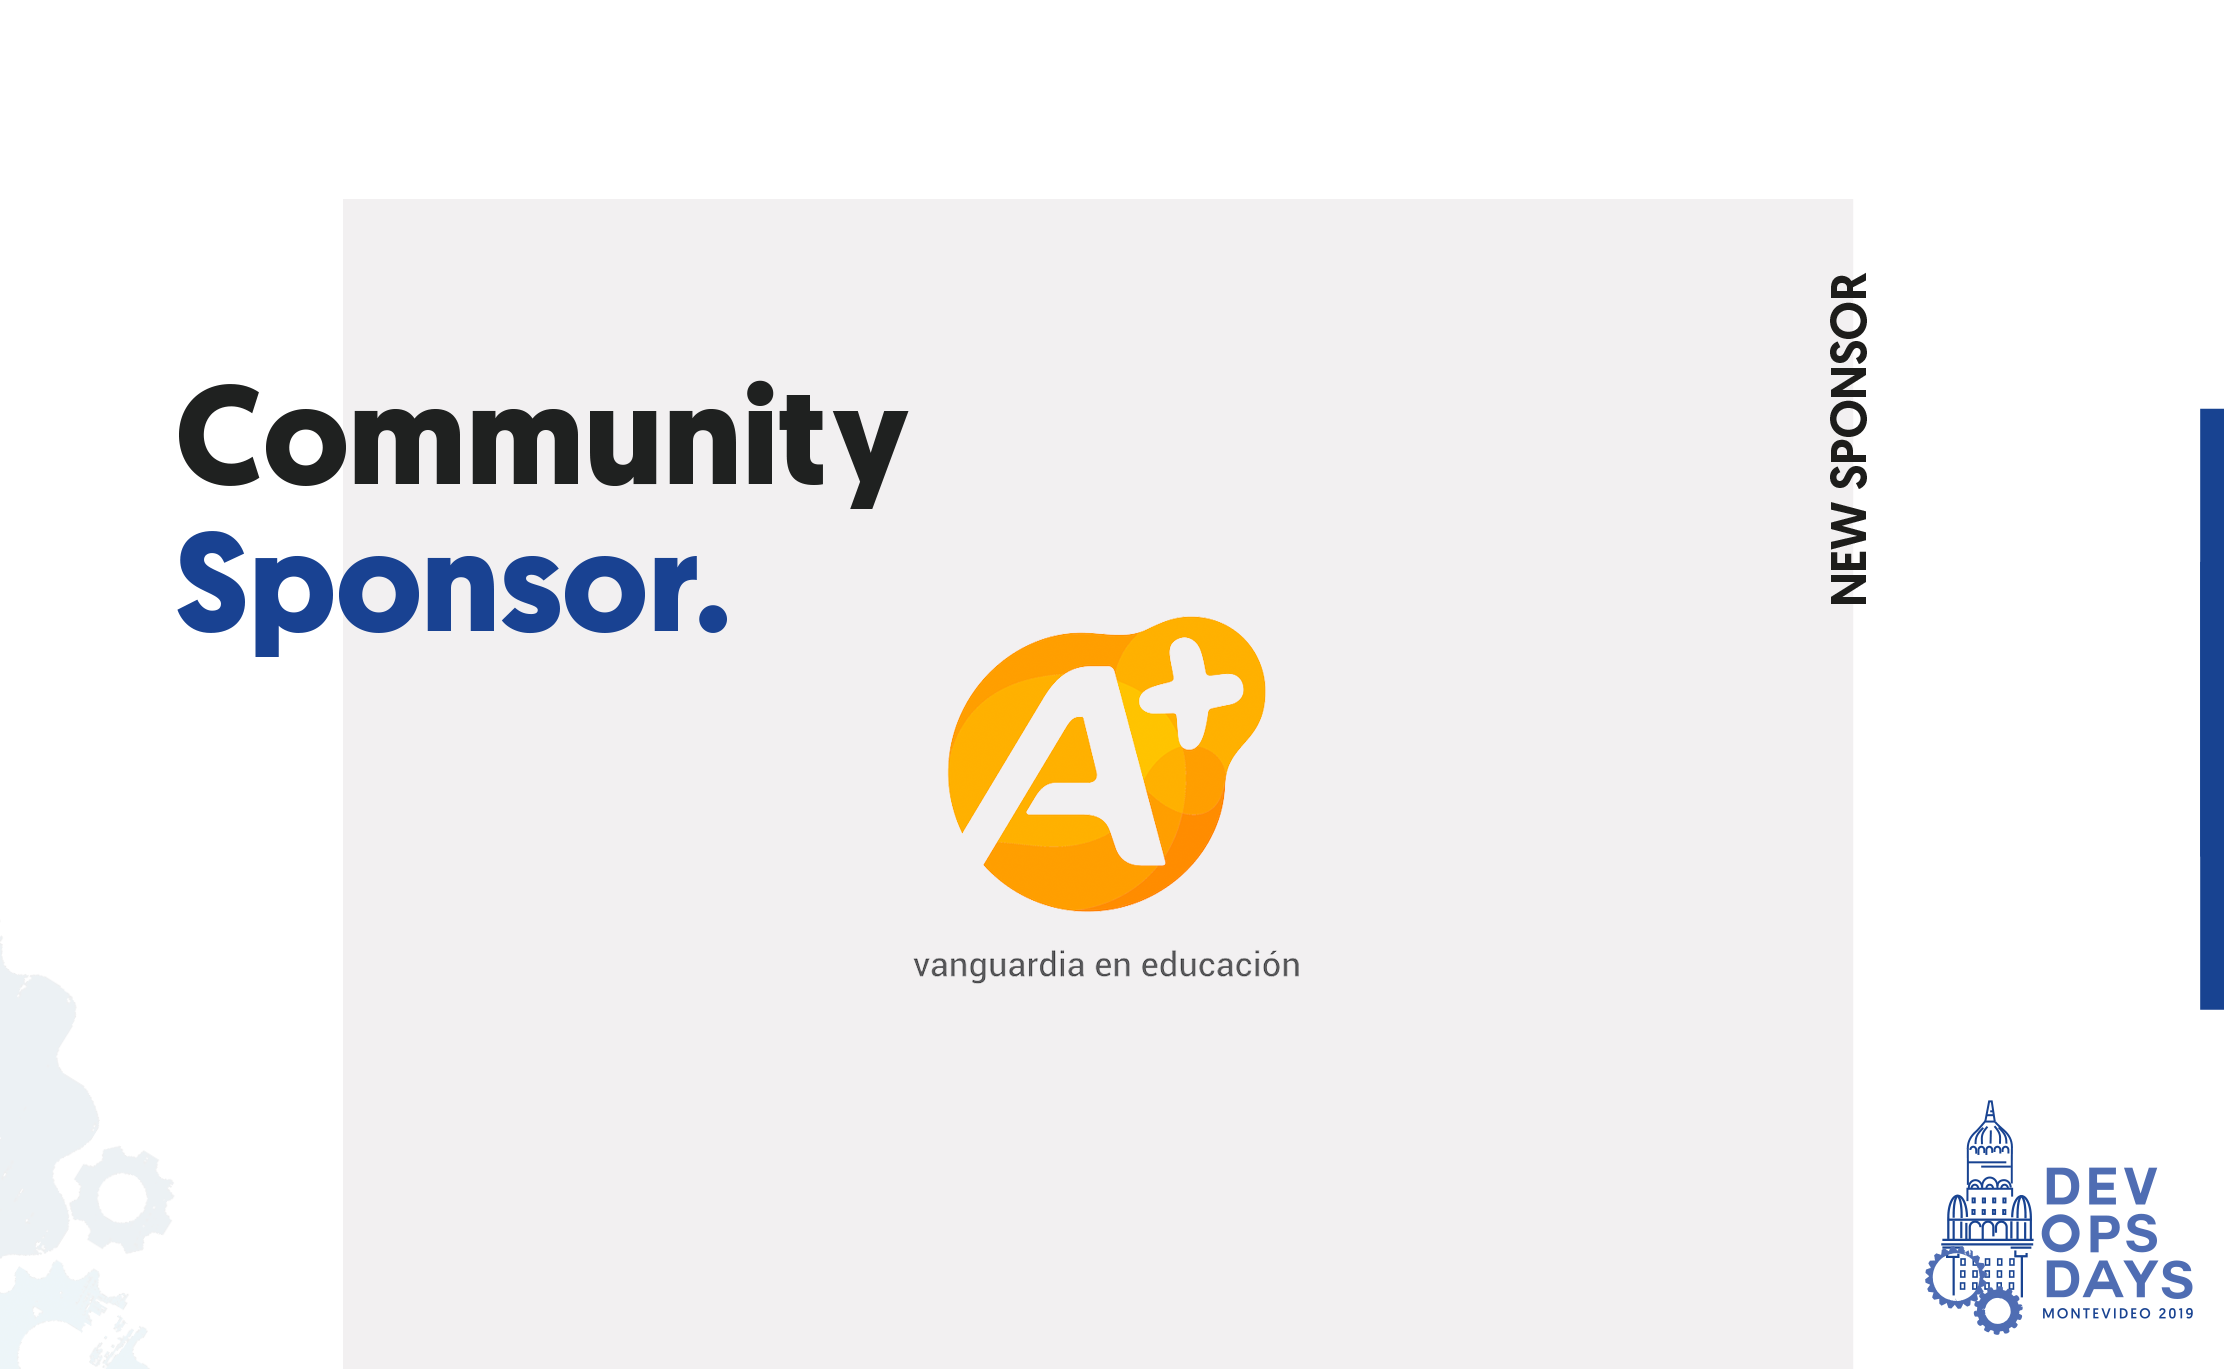 Community
Sponsor.
NEW SPONSOR
A+
vanguardia en educación
DEV
OPS
DAYS
MONTEVIDEO 2019